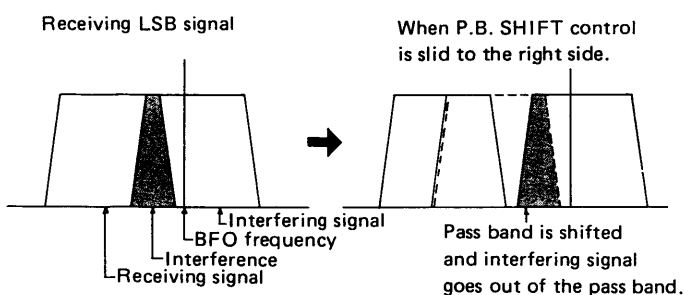 Receiving LSB signal
When P.B. SHIFT control
is slid to the right side.
Interfering signal
BFO frequency
Interference
Receiving signal
Pass band is shifted
and interfering signal
goes out of the pass band.